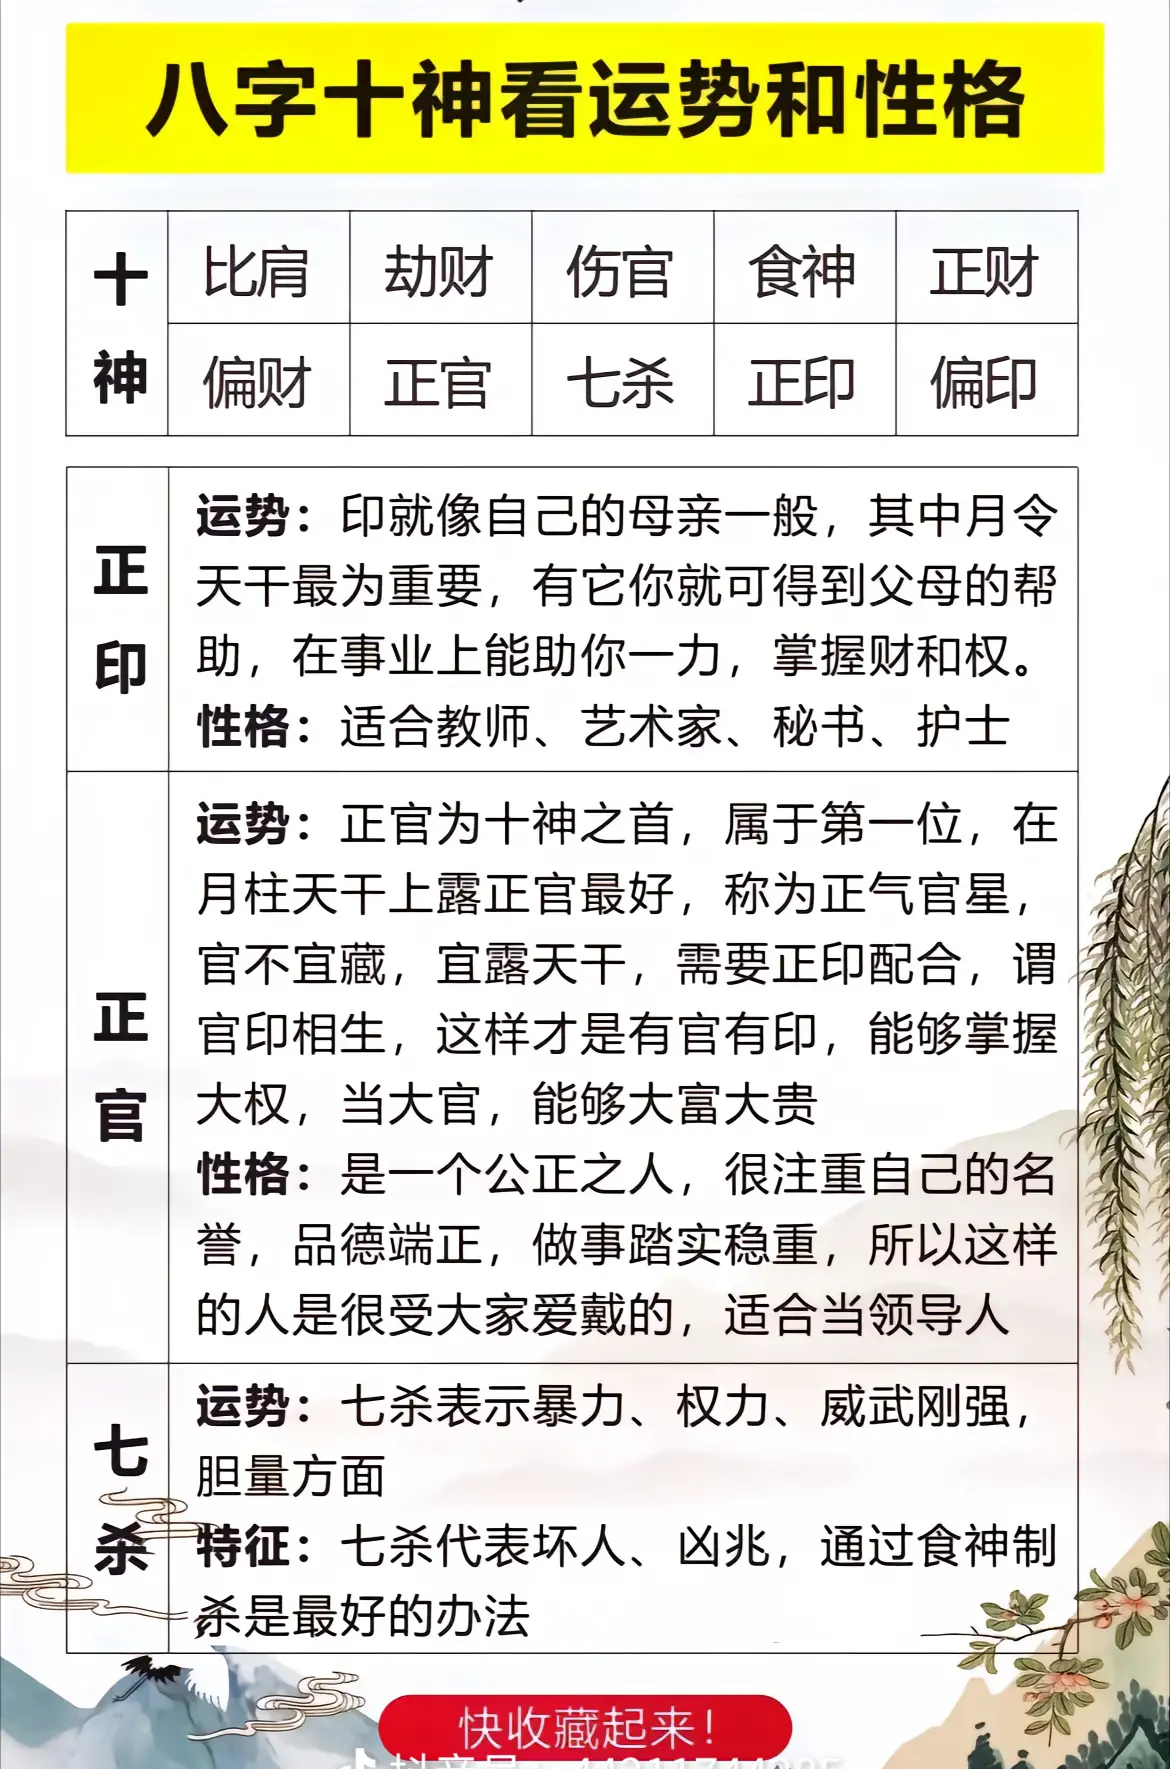 八字十神看运势和性格
十神
比肩 劫财 伤官 食神 正财
偏财 正官 七杀 正印 偏印
正印
运势：印就像自己的母亲一般，其中月令
天干最为重要，有它你就可得到父母的帮
助，在事业上能助你一力，掌握财和权。
性格：适合教师、艺术家、秘书、护士
正官
运势：正官为十神之首，属于第一位，在
月柱天干上露正官最好，称为正气官星，
官不宜藏，宜露天干，需要正印配合，谓
官印相生，这样才是有官有印，能够掌握
大权，当大官，能够大富大贵
性格：是一个公正之人，很注重自己的名
誉，品德端正，做事踏实稳重，所以这样
的人是很受大家爱戴的，适合当领导人
七杀
运势：七杀表示暴力、权力、威武刚强，
胆量方面
特征：七杀代表坏人、凶兆，通过食神制
杀是最好的办法
快收藏起来！
抖音号：